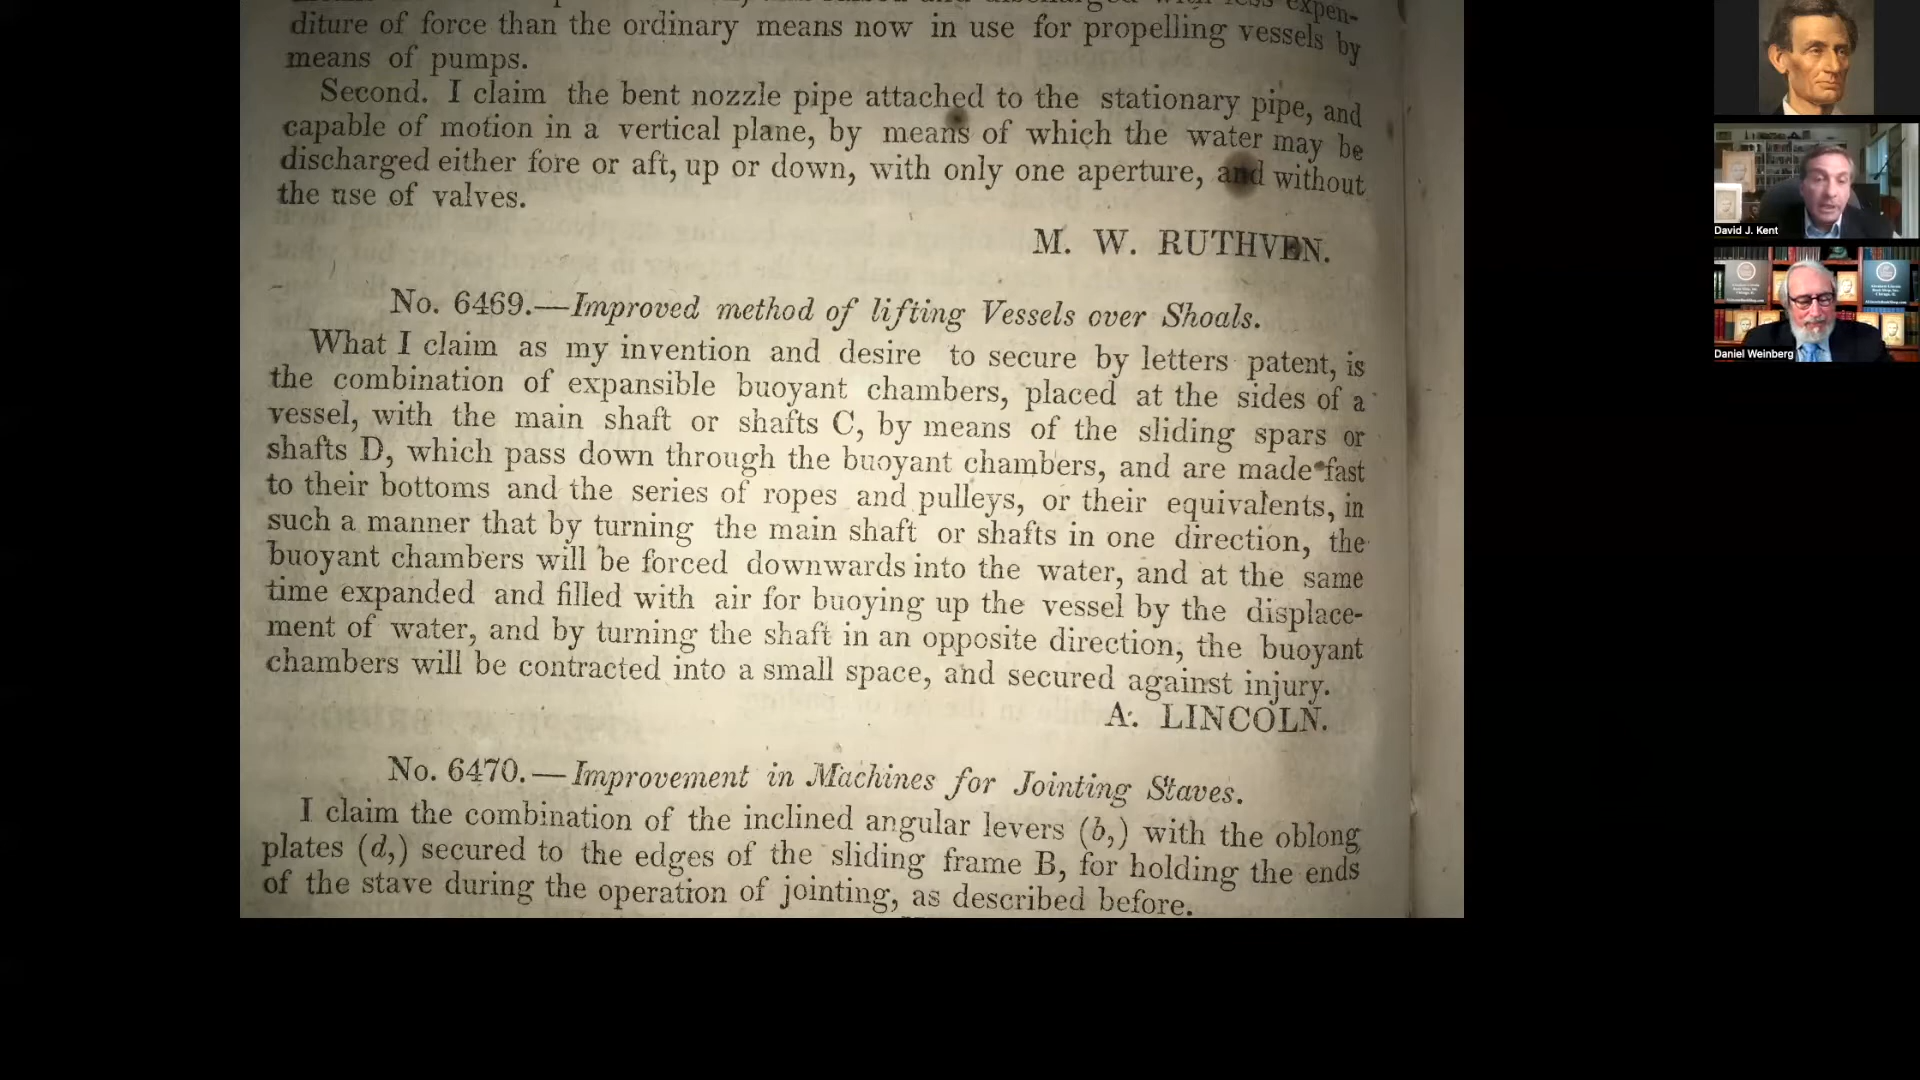 expen-
diture of force than the ordinary means now in use for propelling vessels by
means of pumps.
Second. I claim the bent nozzle pipe attached to the stationary pipe, and
capable of motion in a vertical plane, by means of which the water may be
discharged either fore or aft, up or down, with only one aperture, and without
the use of valves.
M. W. RUTHVEN.
No. 6469.—Improved method of lifting Vessels over Shoals.
What I claim as my invention and desire to secure by letters patent, is
the combination of expansible buoyant chambers, placed at the sides of a
vessel, with the main shaft or shafts C, by means of the sliding spars or
shafts D, which pass down through the buoyant chambers, and are made fast
to their bottoms and the series of ropes and pulleys, or their equivalents, in
such a manner that by turning the main shaft or shafts in one direction, the
buoyant chambers will be forced downwards into the water, and at the same
time expanded and filled with air for buoying up the vessel by the displace-
ment of water, and by turning the shaft in an opposite direction, the buoyant
chambers will be contracted into a small space, and secured against injury.
A. LINCOLN.
No. 6470.—Improvement in Machines for Jointing Staves.
I claim the combination of the inclined angular levers (b,) with the oblong
plates (d,) secured to the edges of the sliding frame B, for holding the ends
of the stave during the operation of jointing, as described before.
David J. Kent
Daniel Weinberg